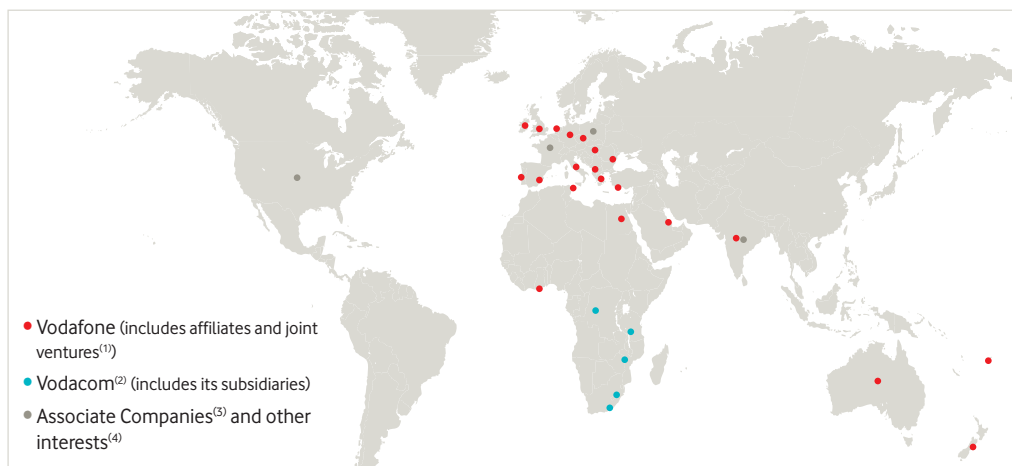 Vodafone (includes affiliates and joint
ventures(1))
Vodacom(2) (includes its subsidiaries)
Associate Companies(3) and other
interests(4)